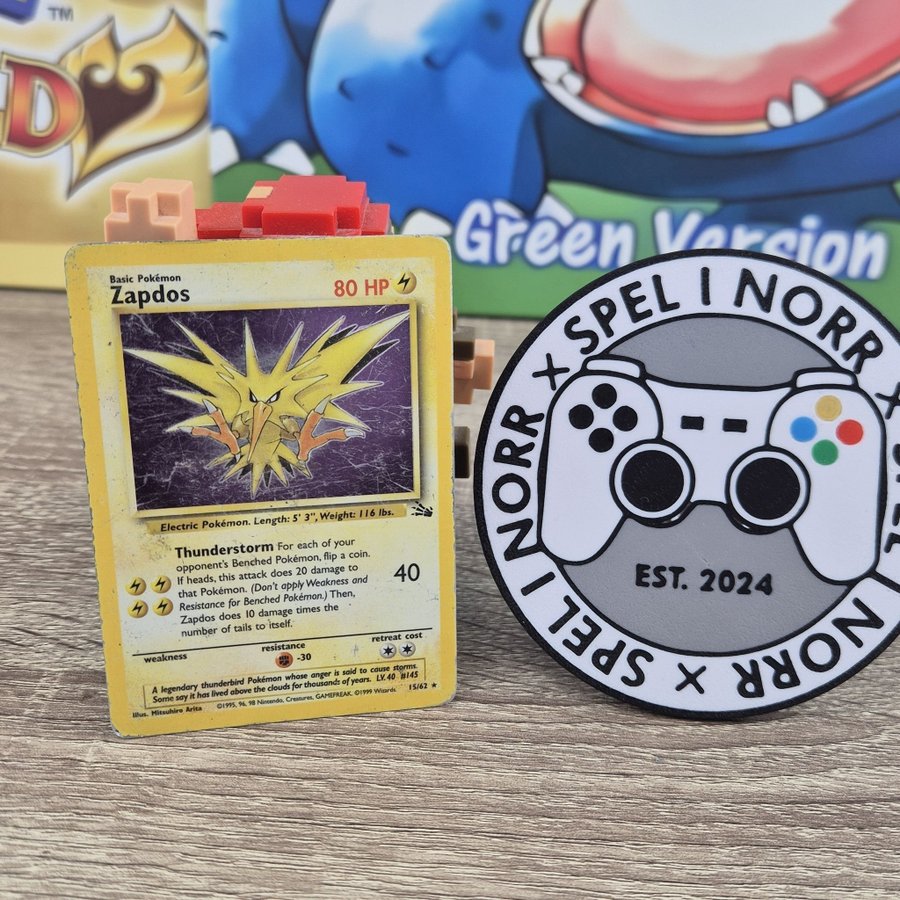 TM
D
Green Version
Basic Pokémon
Zapdos
80 HP
Electric Pokémon. Length: 5' 3", Weight: 116 lbs.
Thunderstorm For each of your
opponent's Benched Pokémon, flip a coin.
If heads, this attack does 20 damage to
that Pokémon. (Don't apply Weakness and
Resistance for Benched Pokémon.) Then,
Zapdos does 10 damage times the
number of tails to itself.
40
weakness
resistance
-30
retreat cost
A legendary thunderbird Pokémon whose anger is said to cause storms.
Some say it has lived above the clouds for thousands of years. LV. 40 #145
Illus. Mitsuhiro Arita
©1995, 96, 98 Nintendo, Creatures, GAMEFREAK. ©1999 Wizards.
15/62 ★
SPEL I NORR X SPEL I NORR X SPEL I NORR X
EST. 2024